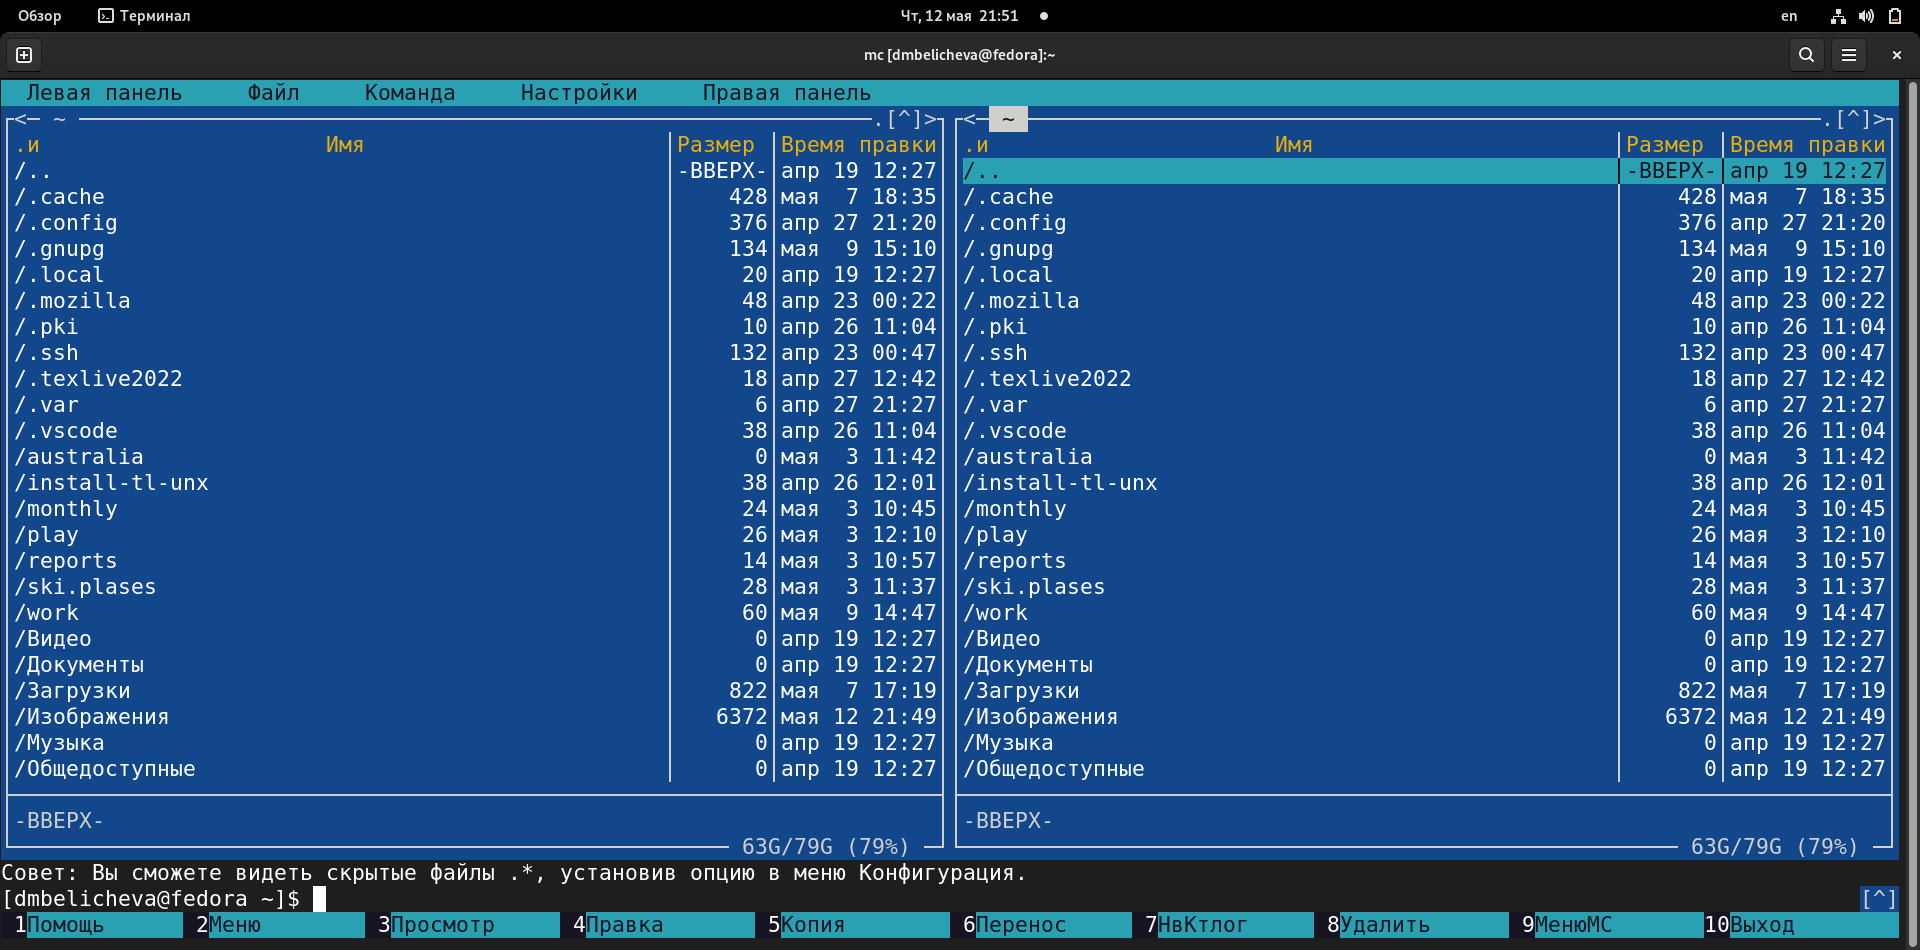 Обзор Терминал Чт, 12 мая 21:51 en
mc [dmbelicheva@fedora]:~
Левая панель Файл Команда Настройки Правая панель
<─ ~ .[^]> <─ ~ .[^]>
.и Имя Размер Время правки .и Имя Размер Время правки
/.. -ВВЕРХ- апр 19 12:27 /.. -ВВЕРХ- апр 19 12:27
/.cache 428 мая 7 18:35 /.cache 428 мая 7 18:35
/.config 376 апр 27 21:20 /.config 376 апр 27 21:20
/.gnupg 134 мая 9 15:10 /.gnupg 134 мая 9 15:10
/.local 20 апр 19 12:27 /.local 20 апр 19 12:27
/.mozilla 48 апр 23 00:22 /.mozilla 48 апр 23 00:22
/.pki 10 апр 26 11:04 /.pki 10 апр 26 11:04
/.ssh 132 апр 23 00:47 /.ssh 132 апр 23 00:47
/.texlive2022 18 апр 27 12:42 /.texlive2022 18 апр 27 12:42
/.var 6 апр 27 21:27 /.var 6 апр 27 21:27
/.vscode 38 апр 26 11:04 /.vscode 38 апр 26 11:04
/australia 0 мая 3 11:42 /australia 0 мая 3 11:42
/install-tl-unx 38 апр 26 12:01 /install-tl-unx 38 апр 26 12:01
/monthly 24 мая 3 10:45 /monthly 24 мая 3 10:45
/play 26 мая 3 12:10 /play 26 мая 3 12:10
/reports 14 мая 3 10:57 /reports 14 мая 3 10:57
/ski.plases 28 мая 3 11:37 /ski.plases 28 мая 3 11:37
/work 60 мая 9 14:47 /work 60 мая 9 14:47
/Видео 0 апр 19 12:27 /Видео 0 апр 19 12:27
/Документы 0 апр 19 12:27 /Документы 0 апр 19 12:27
/Загрузки 822 мая 7 17:19 /Загрузки 822 мая 7 17:19
/Изображения 6372 мая 12 21:49 /Изображения 6372 мая 12 21:49
/Музыка 0 апр 19 12:27 /Музыка 0 апр 19 12:27
/Общедоступные 0 апр 19 12:27 /Общедоступные 0 апр 19 12:27
-ВВЕРХ- -ВВЕРХ-
63G/79G (79%) 63G/79G (79%)
Совет: Вы сможете видеть скрытые файлы .*, установив опцию в меню Конфигурация.
[dmbelicheva@fedora ~]$ [^]
1Помощь 2Меню 3Просмотр 4Правка 5Копия 6Перенос 7НвКтлог 8Удалить 9МенюMC 10Выход